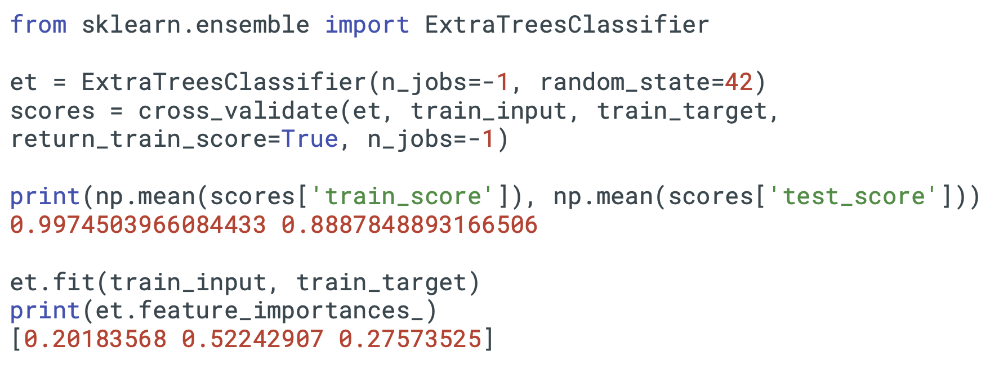 from sklearn.ensemble import ExtraTreesClassifier
et = ExtraTreesClassifier(n_jobs=-1, random_state=42)
scores = cross_validate(et, train_input, train_target,
return_train_score=True, n_jobs=-1)
print(np.mean(scores['train_score']), np.mean(scores['test_score']))
0.9974503966084433 0.8887848893166506
et.fit(train_input, train_target)
print(et.feature_importances_)
[0.20183568 0.52242907 0.27573525]